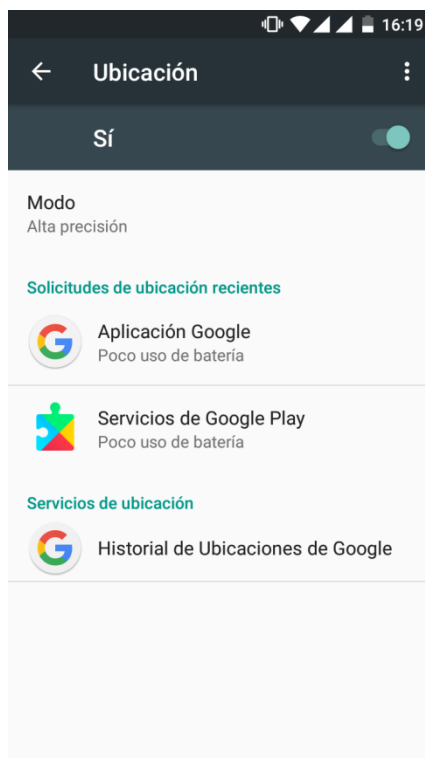 16:19
Ubicación
Sí
Modo
Alta precisión
Solicitudes de ubicación recientes
Aplicación Google
Poco uso de batería
Servicios de Google Play
Poco uso de batería
Servicios de ubicación
Historial de Ubicaciones de Google